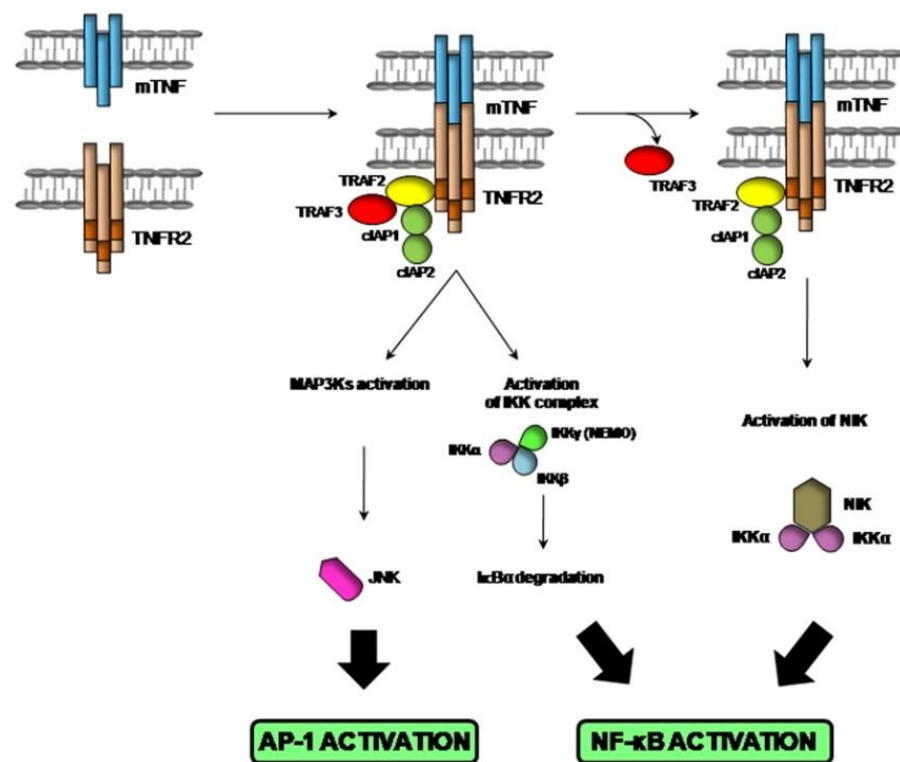 mTNF
TNFR2
mTNF
TNFR2
TRAF2
TRAF3
cIAP1
cIAP2
TRAF3
mTNF
TNFR2
TRAF2
cIAP1
cIAP2
MAP3Ks activation
JNK
Activation
of IKK complex
IKKγ (NEMO)
IKKα
IKKβ
IκBα degradation
Activation of NIK
NIK
IKKα
IKKα
AP-1 ACTIVATION
NF-κB ACTIVATION